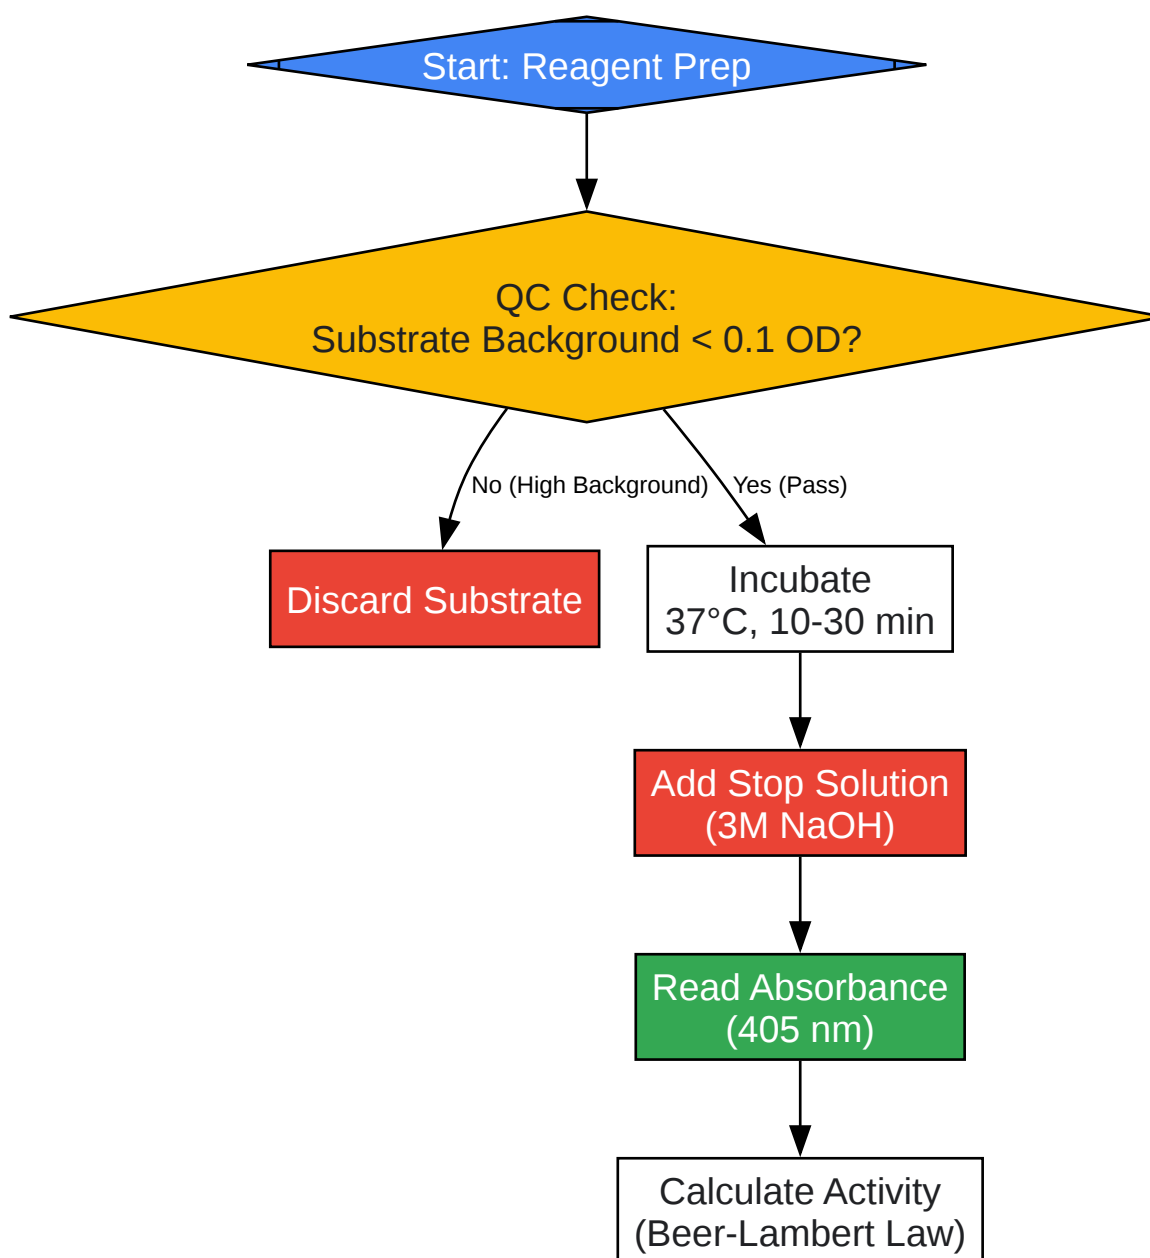 Start: Reagent Prep
QC Check:
Substrate Background < 0.1 OD?
No (High Background)
Yes (Pass)
Discard Substrate
Incubate
37°C, 10-30 min
Add Stop Solution
(3M NaOH)
Read Absorbance
(405 nm)
Calculate Activity
(Beer-Lambert Law)